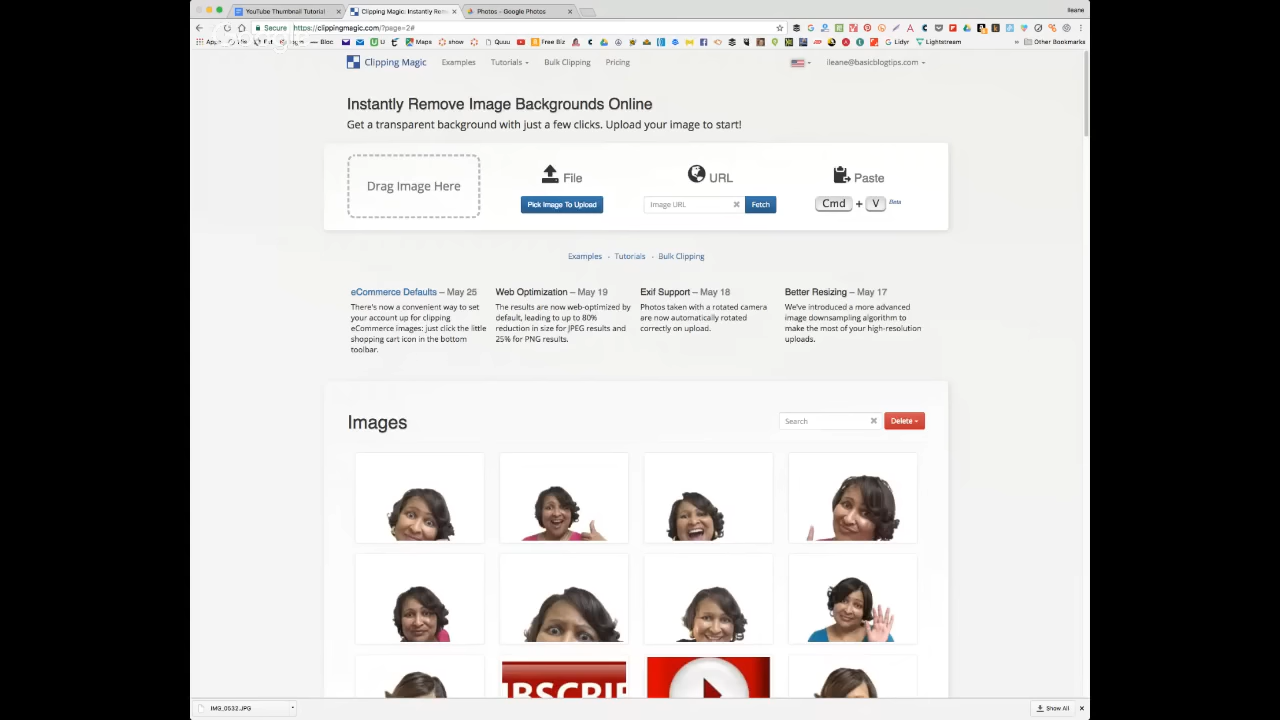 YouTube Thumbnail Tutorial
Clipping Magic: Instantly Rem
Photos - Google Photos
Ileane
Secure https://clippingmagic.com/?page=2#
Bloc
Maps
show
Quuu
Free Biz
Lidyr
Lightstream
Other Bookmarks
Clipping Magic Examples Tutorials Bulk Clipping Pricing ileane@basicblogtips.com
Instantly Remove Image Backgrounds Online
Get a transparent background with just a few clicks. Upload your image to start!
Drag Image Here
File
URL
Paste
Pick Image To Upload
Image URL
Fetch
Cmd + V Beta
Examples · Tutorials · Bulk Clipping
eCommerce Defaults – May 25
There's now a convenient way to set
your account up for clipping
eCommerce images: just click the little
shopping cart icon in the bottom
toolbar.
Web Optimization – May 19
The results are now web-optimized by
default, leading to up to 80%
reduction in size for JPEG results and
25% for PNG results.
Exif Support – May 18
Photos taken with a rotated camera
are now automatically rotated
correctly on upload.
Better Resizing – May 17
We've introduced a more advanced
image downsampling algorithm to
make the most of your high-resolution
uploads.
Images
Search
Delete
BSCRIB
IMG_0532.JPG
Show All